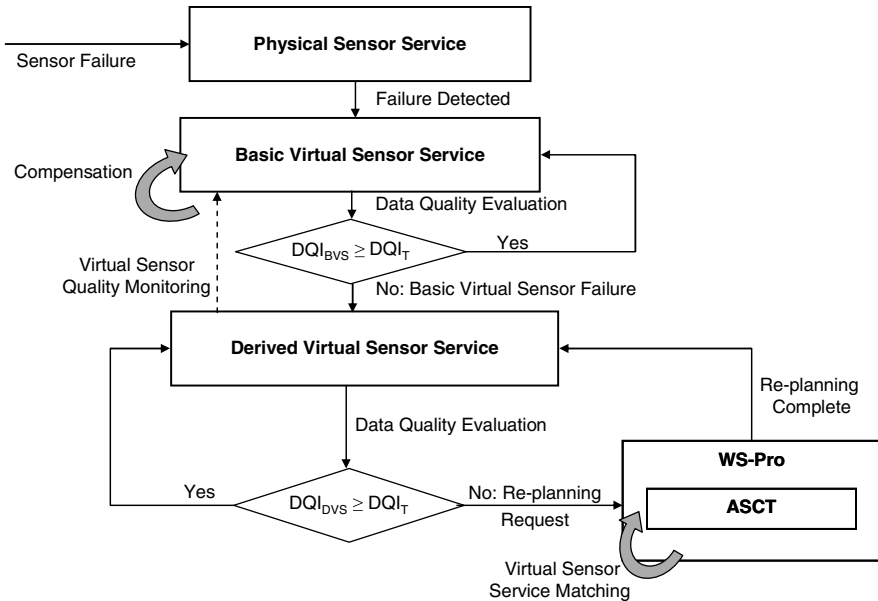 Physical Sensor Service
Sensor Failure
Failure Detected
Basic Virtual Sensor Service
Compensation
Data Quality Evaluation
DQI_BVS ≥ DQI_T
Yes
Virtual Sensor
Quality Monitoring
No: Basic Virtual Sensor Failure
Derived Virtual Sensor Service
Re-planning
Complete
Data Quality Evaluation
WS-Pro
Yes
DQI_DVS ≥ DQI_T
No: Re-planning
Request
ASCT
Virtual Sensor
Service Matching